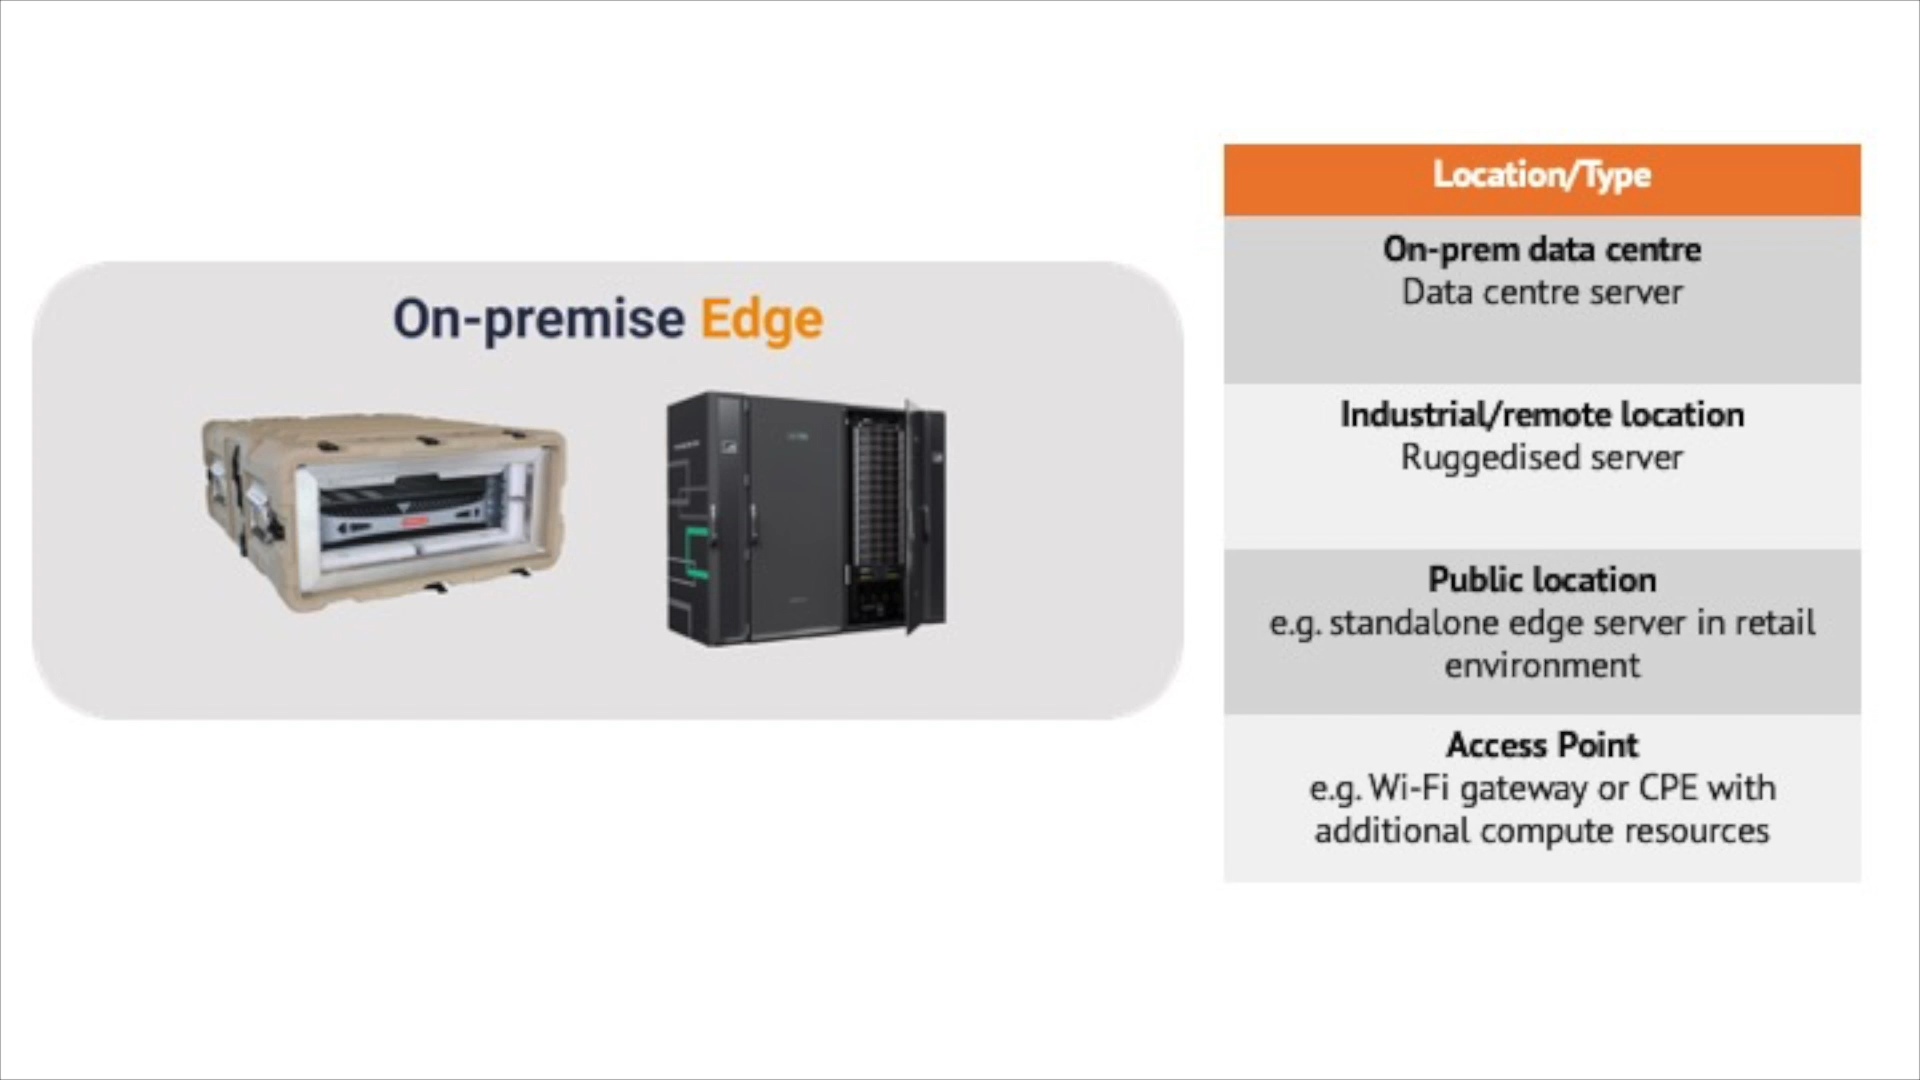 On-premise Edge
Location/Type
On-prem data centre
Data centre server
Industrial/remote location
Ruggedised server
Public location
e.g. standalone edge server in retail
environment
Access Point
e.g. Wi-Fi gateway or CPE with
additional compute resources